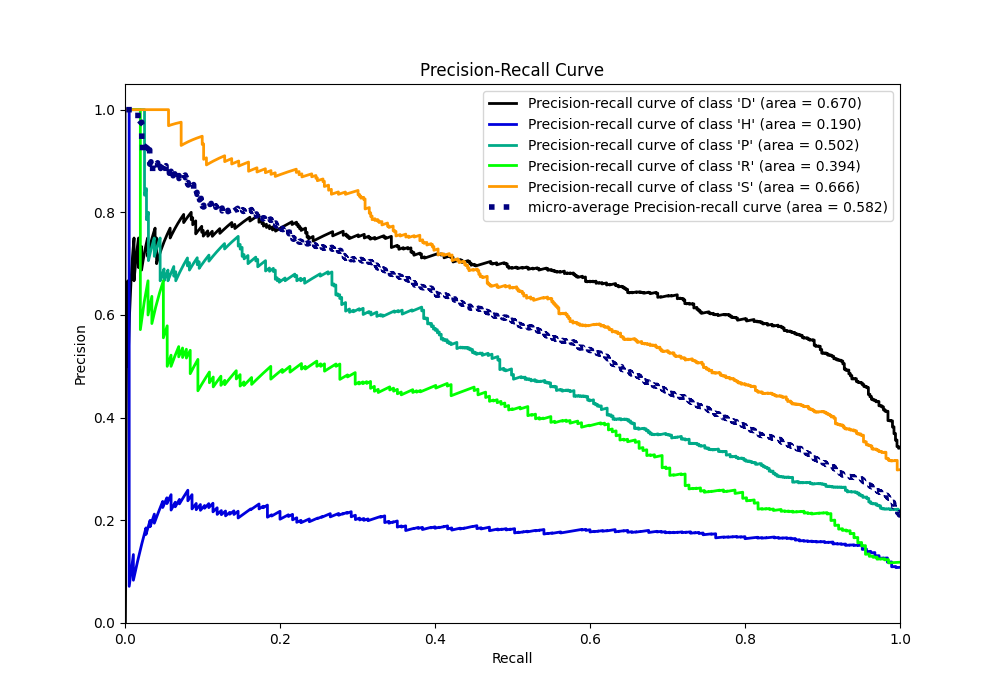 Precision-Recall Curve
Precision-recall curve of class 'D' (area = 0.670)
Precision-recall curve of class 'H' (area = 0.190)
Precision-recall curve of class 'P' (area = 0.502)
Precision-recall curve of class 'R' (area = 0.394)
Precision-recall curve of class 'S' (area = 0.666)
micro-average Precision-recall curve (area = 0.582)
1.0
0.8
0.6
0.4
0.2
0.0
Precision
0.0 0.2 0.4 0.6 0.8 1.0
Recall